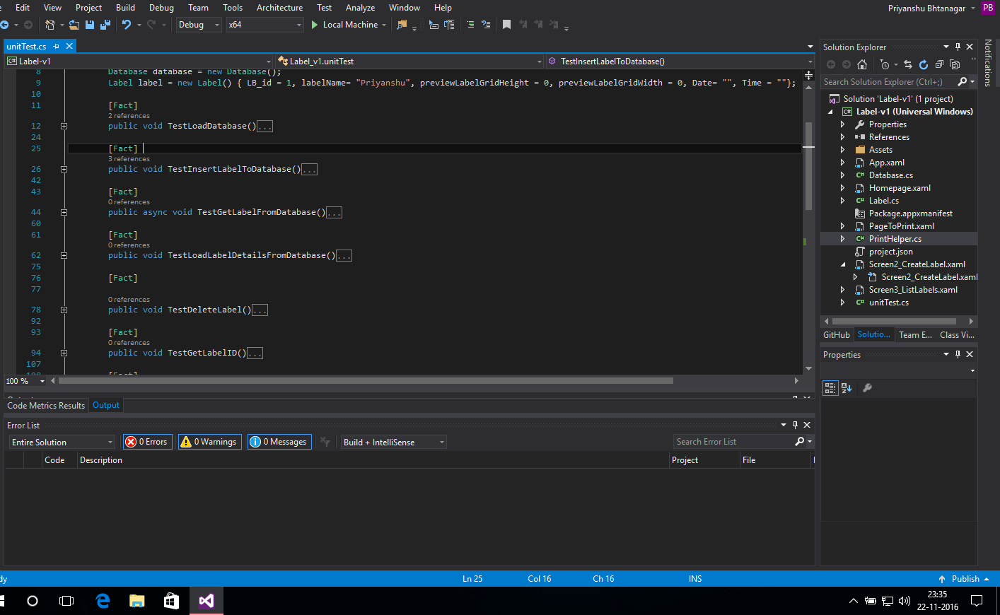 Edit View Project Build Debug Team Tools Architecture Test Analyze Window Help Priyanshu Bhtanagar PB
Debug x64 Local Machine
unitTest.cs
Label-v1 Label_v1.unitTest TestInsertLabelToDatabase()
8 Database database = new Database();
9 Label label = new Label() { LB_id = 1, labelName= "Priyanshu", previewLabelGridHeight = 0, previewLabelGridWidth = 0, Date= "", Time = ""};
10
11 [Fact]
2 references
12 public void TestLoadDatabase()...
24
25 [Fact]
3 references
26 public void TestInsertLabelToDatabase()...
42
43 [Fact]
0 references
44 public async void TestGetLabelFromDatabase()...
60
61 [Fact]
0 references
62 public void TestLoadLabelDetailsFromDatabase()...
75
76 [Fact]
77
0 references
78 public void TestDeleteLabel()...
92
93 [Fact]
0 references
94 public void TestGetLabelID()...
107
100 %
Code Metrics Results Output
Error List
Entire Solution 0 Errors 0 Warnings 0 Messages Build + IntelliSense Search Error List
Code Description Project File
Solution Explorer
Search Solution Explorer (Ctrl+;)
Solution 'Label-v1' (1 project)
Label-v1 (Universal Windows)
Properties
References
Assets
App.xaml
Database.cs
Homepage.xaml
Label.cs
Package.appxmanifest
PageToPrint.xaml
PrintHelper.cs
project.json
Screen2_CreateLabel.xaml
Screen2_CreateLabel.xaml
Screen3_ListLabels.xaml
unitTest.cs
GitHub Solutio... Team E... Class Vi...
Properties
Notifications
Ln 25 Col 16 Ch 16 INS Publish
23:35
22-11-2016